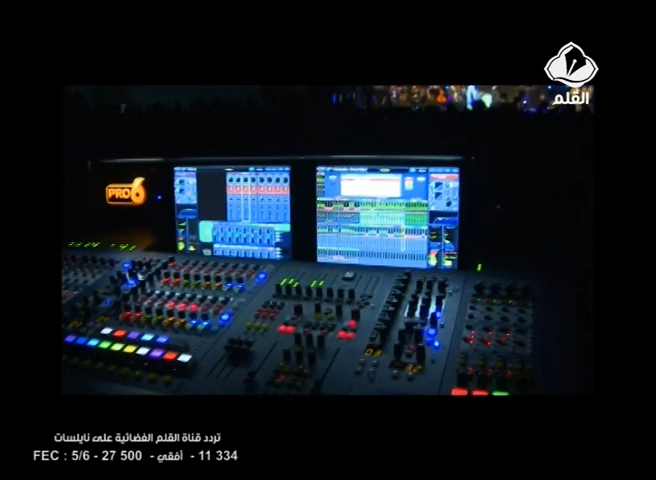 القلم
PRO6
تردد قناة القلم الفضائية على نايلسات
FEC : 5/6 - 27 500 - أفقي - 11 334